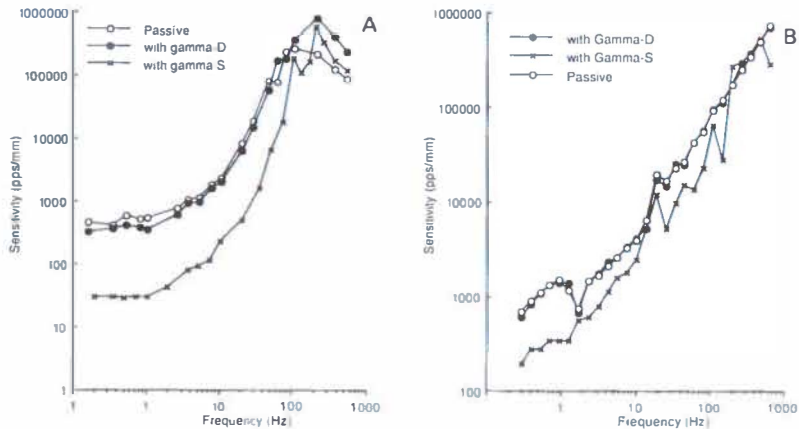 A
Passive
with gamma-D
with gamma S
Sensitivity (pps/mm)
1000000
100000
10000
1000
100
10
1
1
1
10
100
1000
Frequency (Hz)
B
with Gamma-D
with Gamma-S
Passive
Sensitivity (pps/mm)
1000000
100000
10000
1000
100
1
10
100
1000
Frequency (Hz)